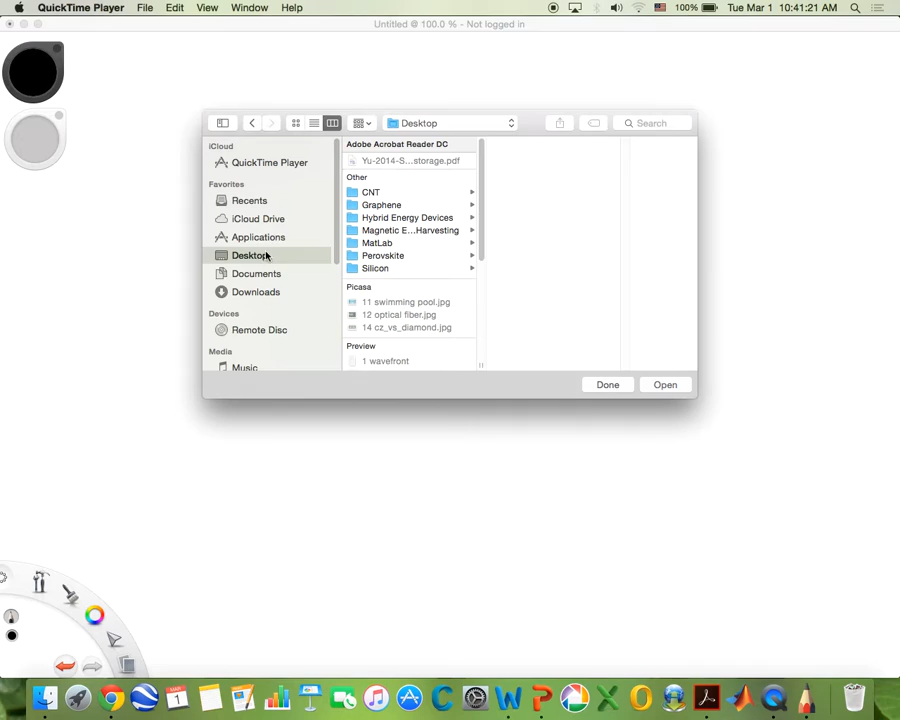 QuickTime Player File Edit View Window Help 100% Tue Mar 1 10:41:21 AM
Untitled @ 100.0 % - Not logged in
Desktop
Search
iCloud
QuickTime Player
Favorites
Recents
iCloud Drive
Applications
Desktop
Documents
Downloads
Devices
Remote Disc
Media
Music
Adobe Acrobat Reader DC
Yu-2014-S...storage.pdf
Other
CNT
Graphene
Hybrid Energy Devices
Magnetic E...Harvesting
MatLab
Perovskite
Silicon
Picasa
11 swimming pool.jpg
12 optical fiber.jpg
14 cz_vs_diamond.jpg
Preview
1 wavefront
Done Open
MAR
1